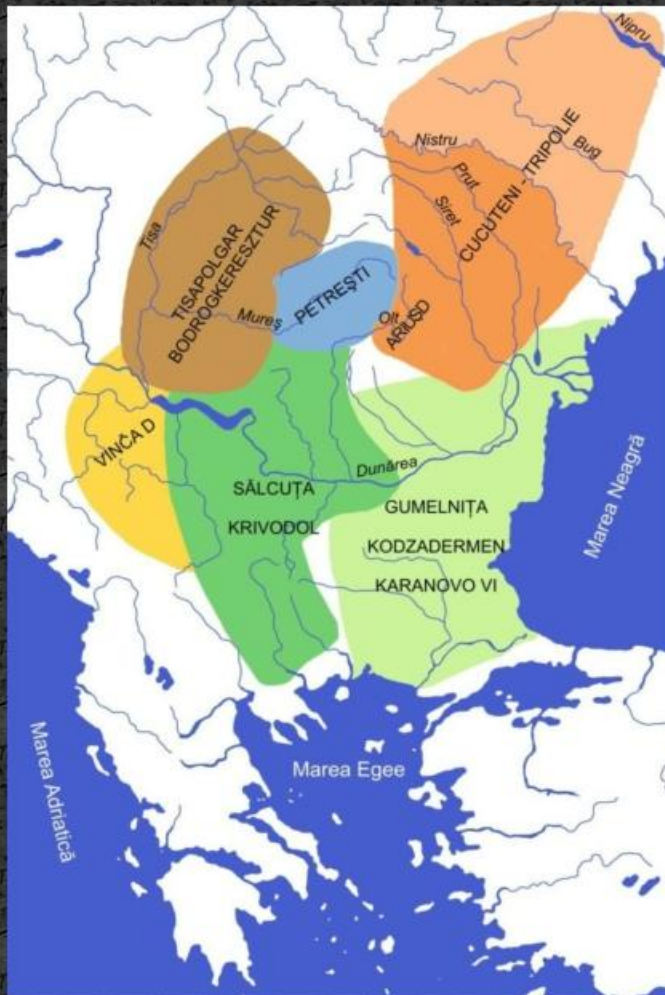 Nipru
Nistru
Bug
Prut
Siret
CUCUTENI - TRIPOLIE
Tisa
TISAPOLGAR
BODROGKERESZTUR
PETREȘTI
Mureș
Olt
ARIUȘD
VINČA D
Dunărea
SĂLCUȚA
KRIVODOL
GUMELNIȚA
KODZADERMEN
KARANOVO VI
Marea Neagră
Marea Egee
Marea Adriatică